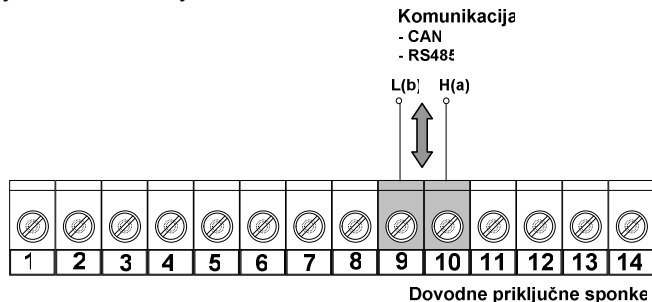 Komunikacija
- CAN
- RS485
L(b) H(a)
1 2 3 4 5 6 7 8 9 10 11 12 13 14
Dovodne priključne sponke